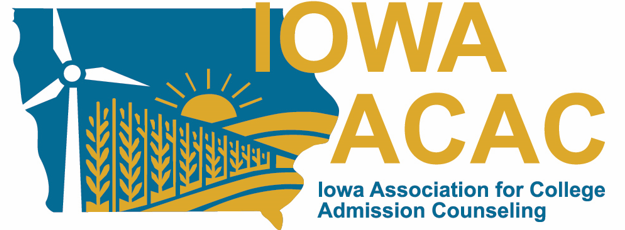 IOWA
ACAC
Iowa Association for College
Admission Counseling